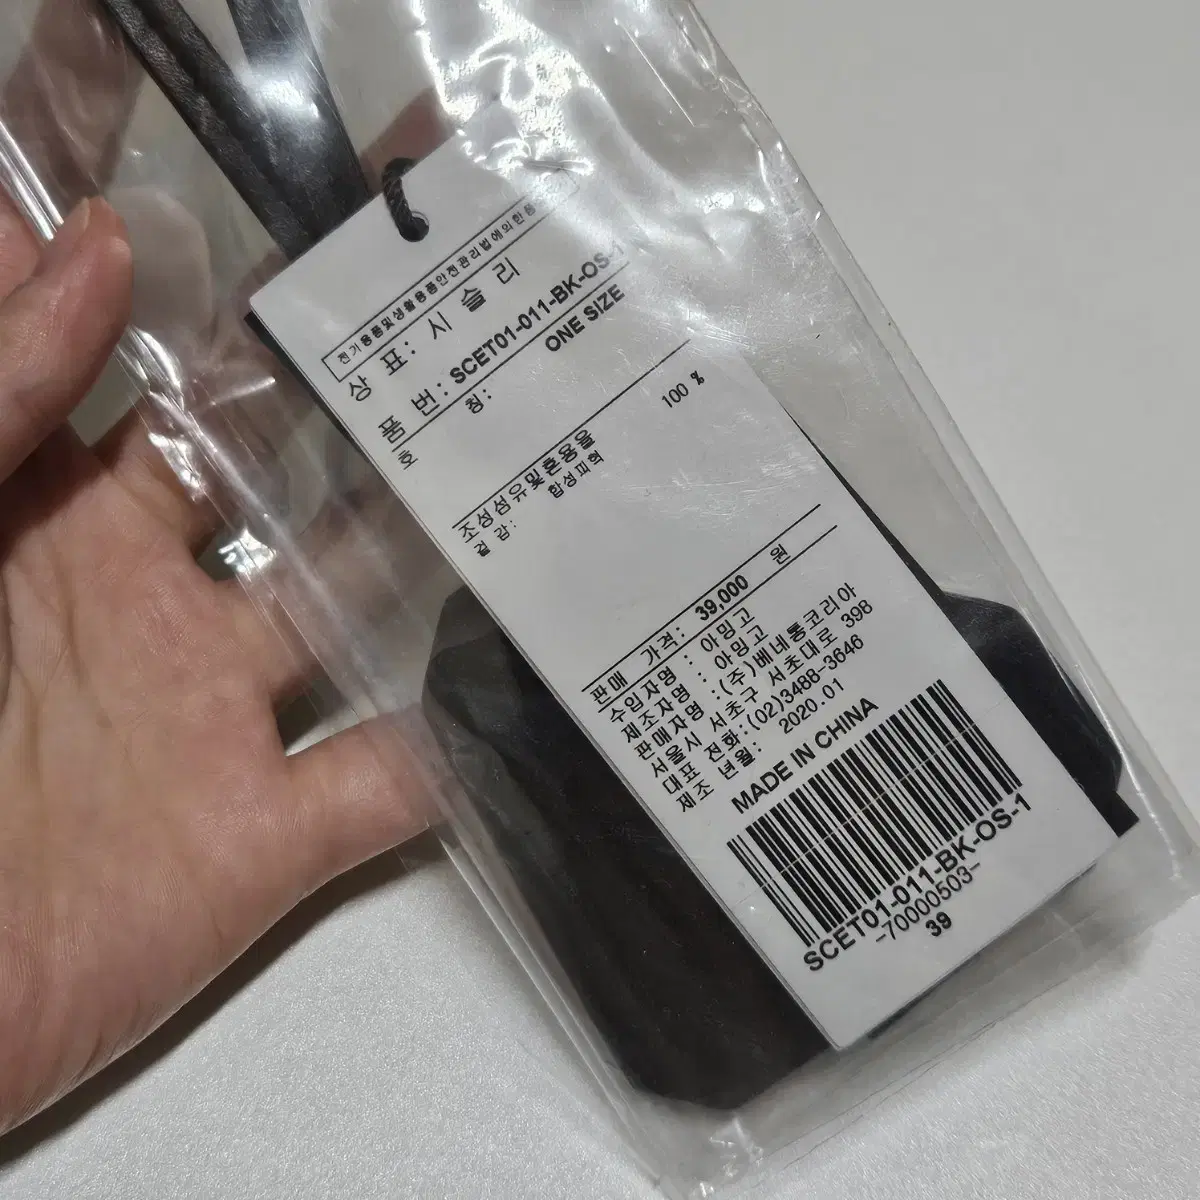 전기용품및생활용품안전관리법에의한품
상 표: 시 슬 리
품 번: SCET01-011-BK-OS-1
호 칭: ONE SIZE
조성섬유및혼용율
겉 감: 합성피혁 100 %
판매 가격: 39,000 원
수입자명 : 아밍고
제조자명 : 아밍고
판매자명 :(주)베네통코리아
서울시 서초구 서초대로 398
대표 전화:(02)3488-3646
제조 년월: 2020.01
MADE IN CHINA
SCET01-011-BK-OS-1
-70000503-
39